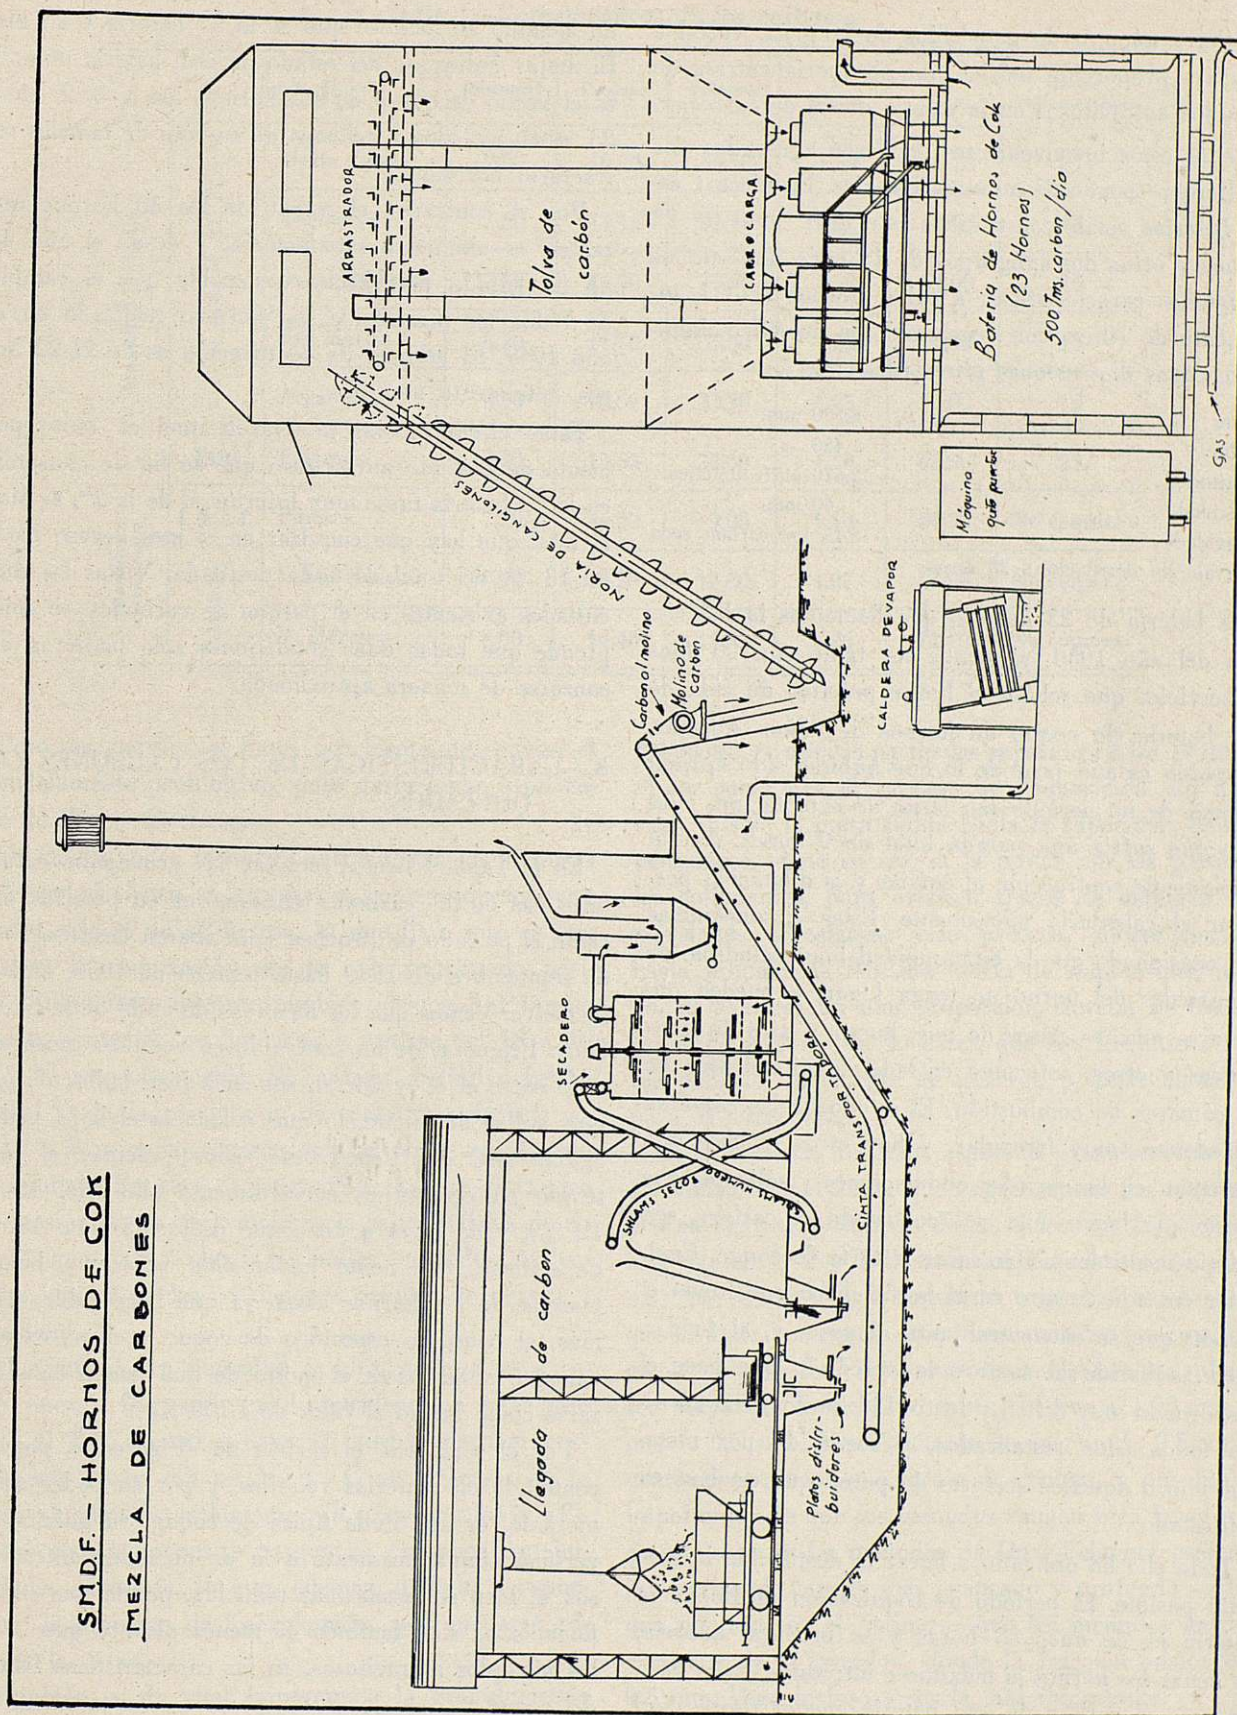 SMDF. - HORNOS DE COK
MEZCLA DE CARBONES
Llegada de carbon
Platos distri-
buidores
SHLAMS SECOS
SHLAMS HUMEDOS
SECADERO
CINTA TRANSPORTADORA
Carbon al molino
Molino de
carbon
CALDERA DE VAPOR
NORIA DE CANGILONES
ARRASTRADOR
Tolva de
carbón
CARRO CARGA
Máquina
quita puertas
Bateria de Hornos de Cok
(23 Hornos)
500 Tms. carbon/dia
GAS